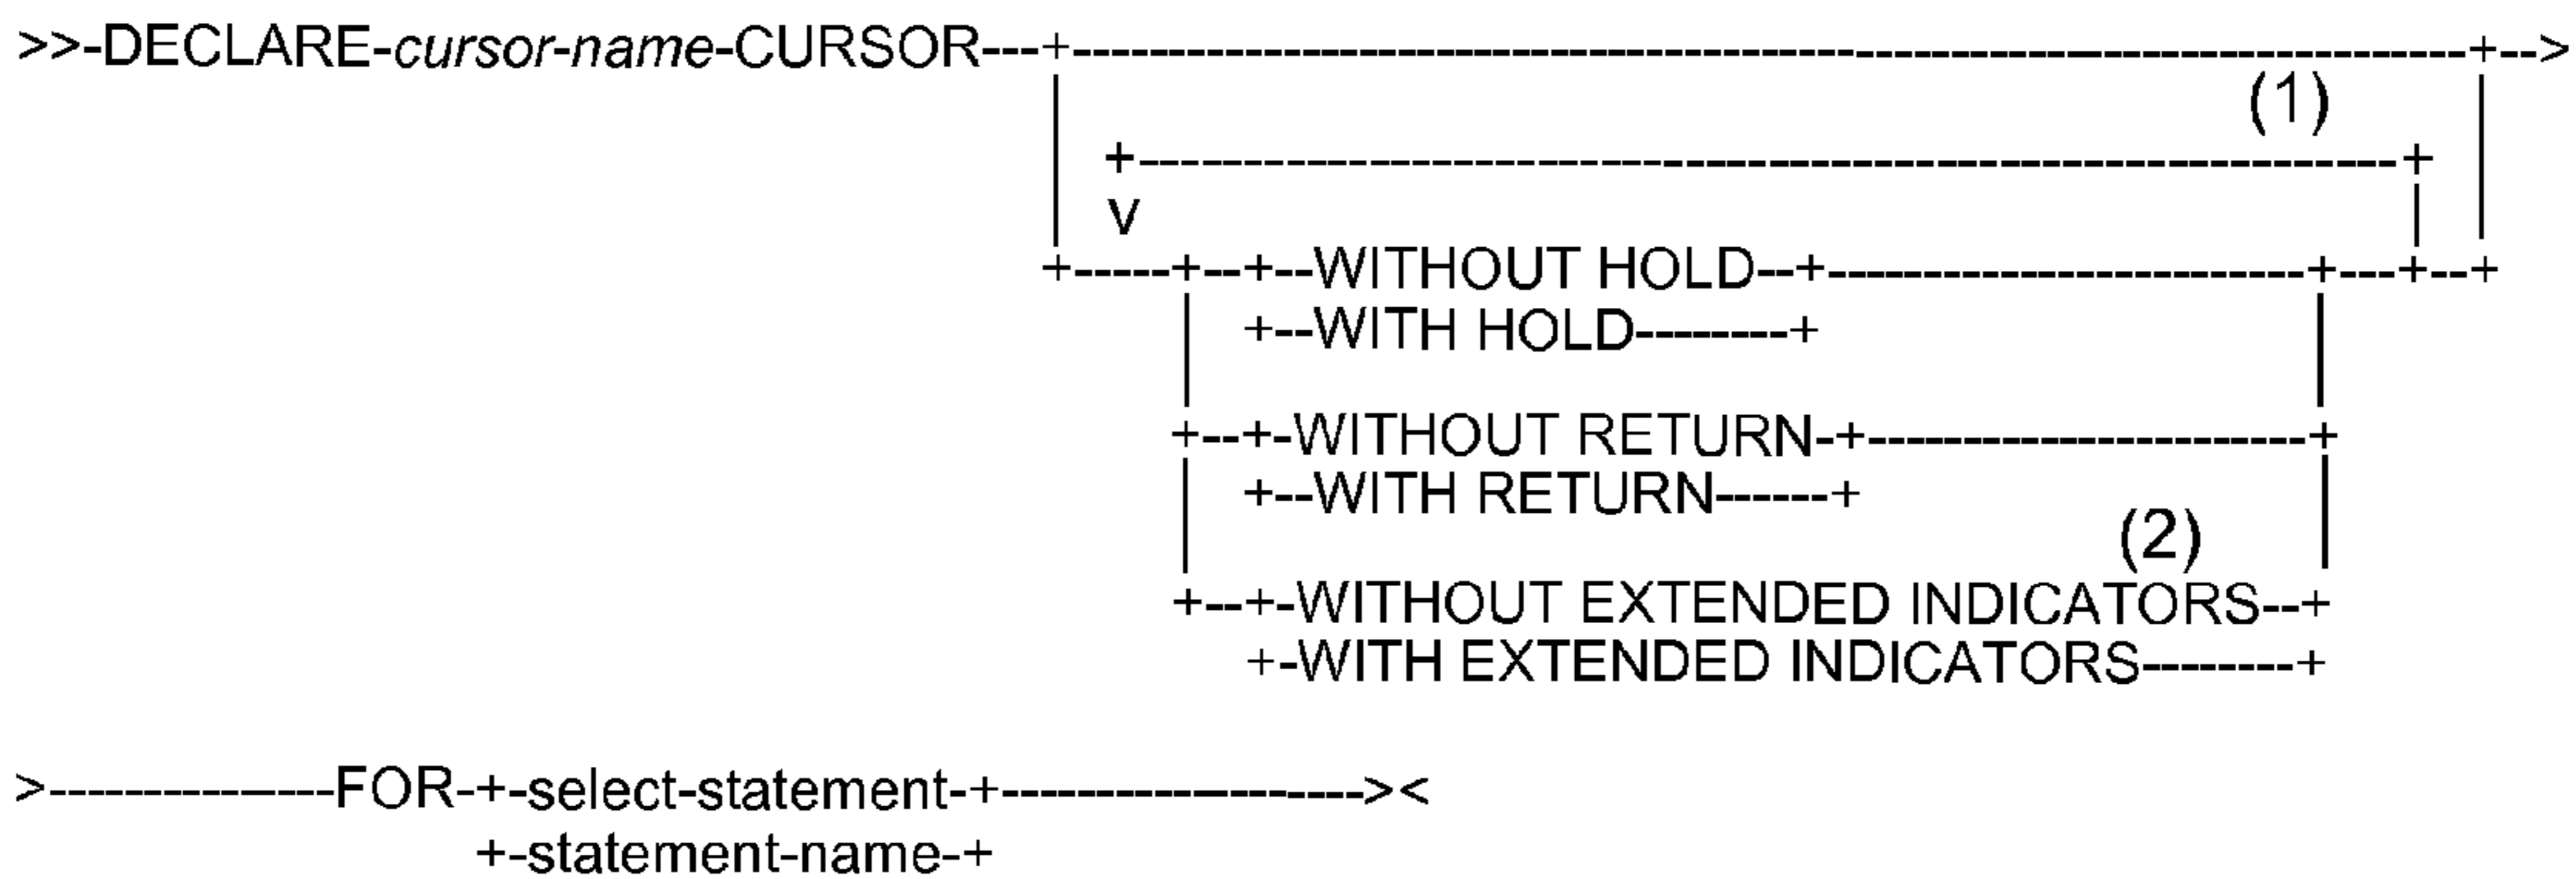 >>-DECLARE-cursor-name-CURSOR---+----------------------------------------------------------------------+-->
(1)
+----------------------------------------------------------------+
v
+-----+--+--WITHOUT HOLD--+------------------------+---+--+
+--WITH HOLD--------+
+--+-WITHOUT RETURN-+----------------------+
+--WITH RETURN------+
(2)
+--+-WITHOUT EXTENDED INDICATORS--+
+-WITH EXTENDED INDICATORS--------+
>---------------FOR-+-select-statement-+-------------------><
+-statement-name-+